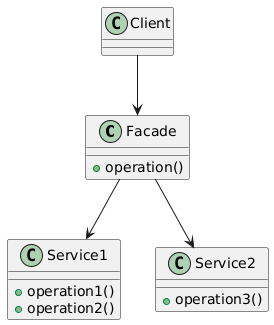 C Client
C Facade
operation()
C Service1
operation1()
operation2()
C Service2
operation3()